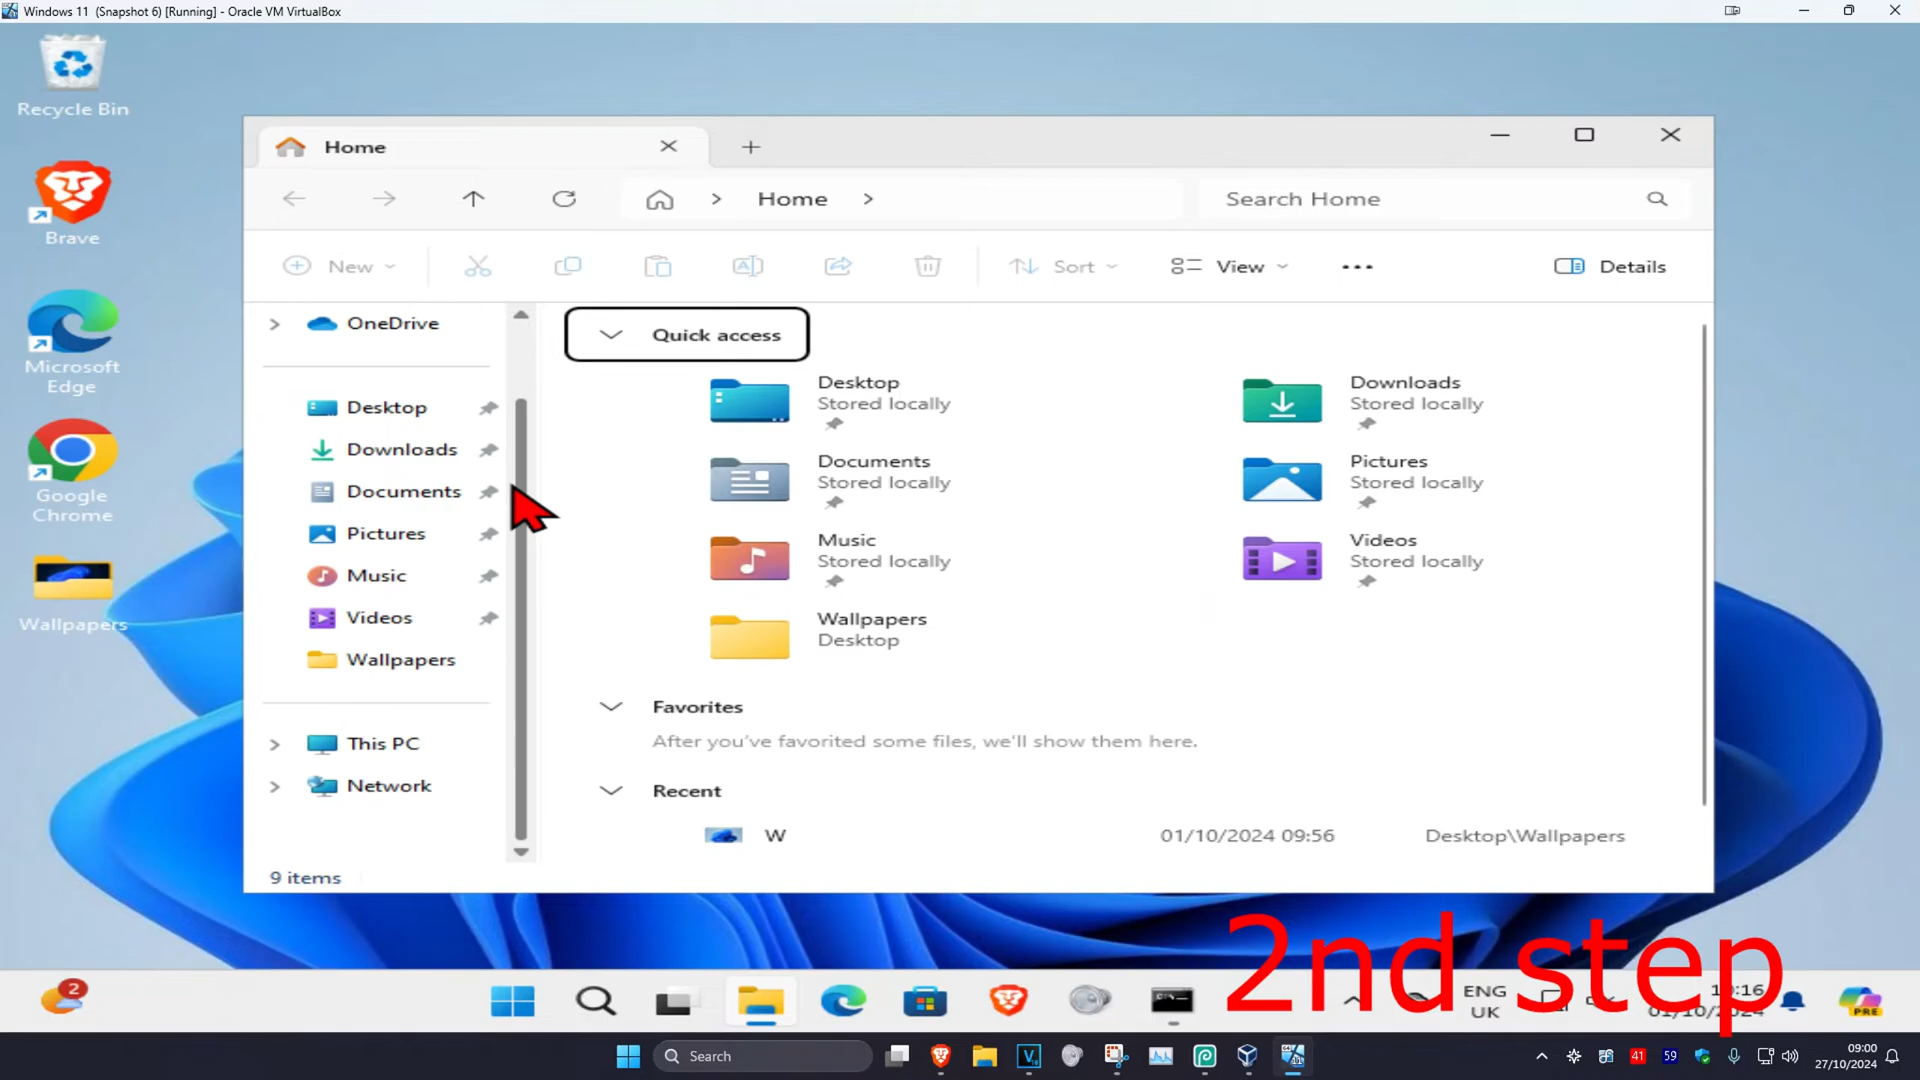 Windows 11 (Snapshot 6) [Running] - Oracle VM VirtualBox
Recycle Bin
Brave
Microsoft
Edge
Google
Chrome
Wallpapers
Home
Home
Search Home
New
Sort
View
Details
OneDrive
Desktop
Downloads
Documents
Pictures
Music
Videos
Wallpapers
This PC
Network
Quick access
Desktop
Stored locally
Downloads
Stored locally
Documents
Stored locally
Pictures
Stored locally
Music
Stored locally
Videos
Stored locally
Wallpapers
Desktop
Favorites
After you've favorited some files, we'll show them here.
Recent
W 01/10/2024 09:56 Desktop\Wallpapers
9 items
2nd step
2
ENG
UK
PRE
Search
41
59
09:00
27/10/2024